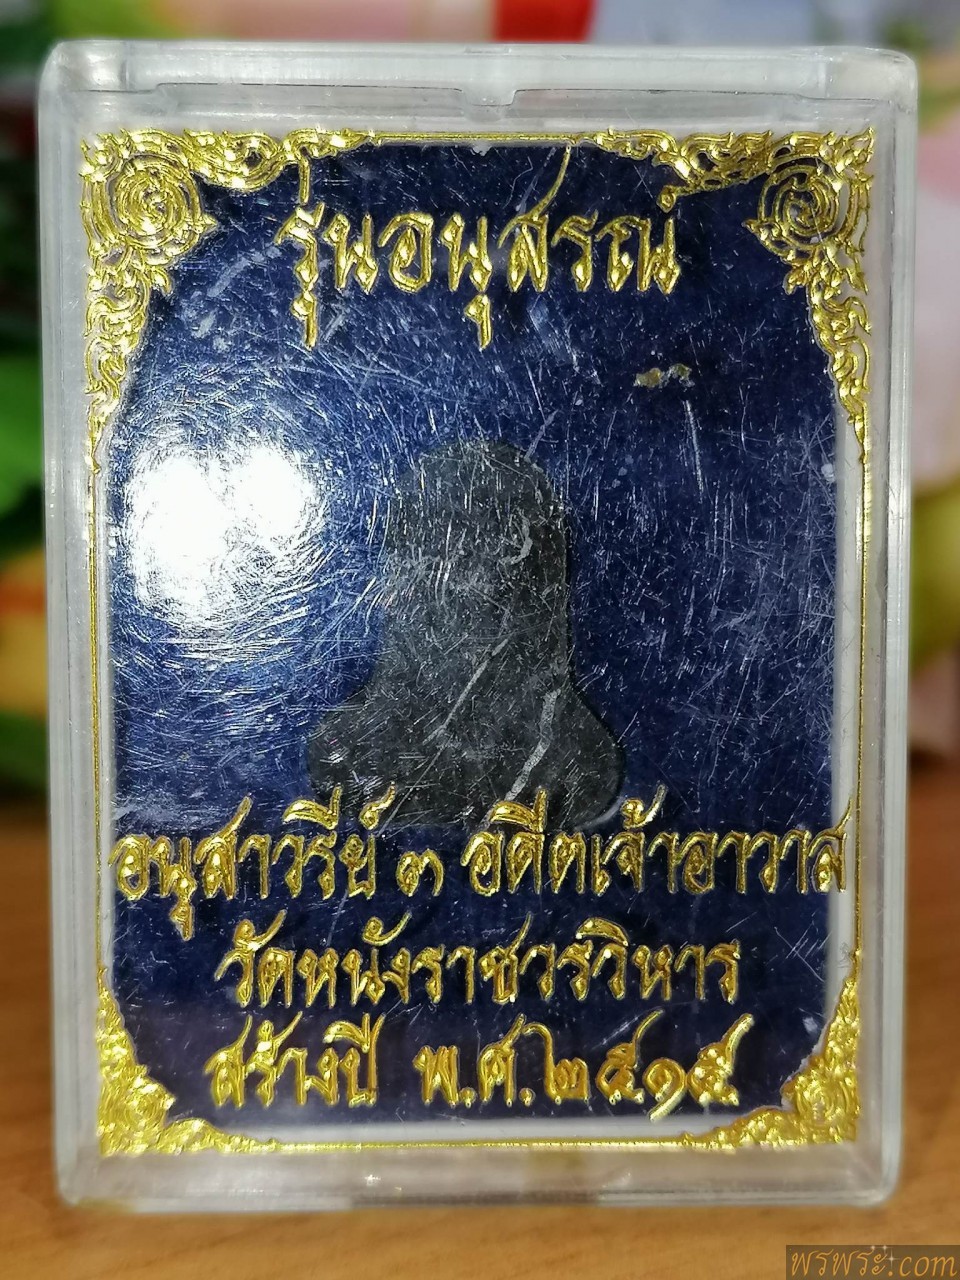 รุ่นอนุสรณ์
อนุสาวรีย์ ๓ อดีตเจ้าอาวาส
วัดหนังราชวรวิหาร
สร้างปี พ.ศ.๒๕๑๕
พรพระ.com